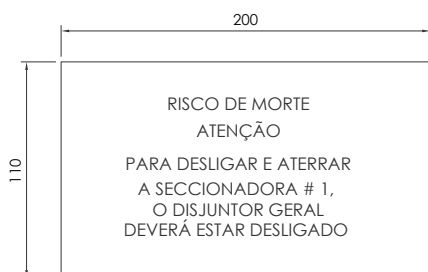 200
110
RISCO DE MORTE
ATENÇÃO
PARA DESLIGAR E ATERRAR
A SECCIONADORA # 1,
O DISJUNTOR GERAL
DEVERÁ ESTAR DESLIGADO